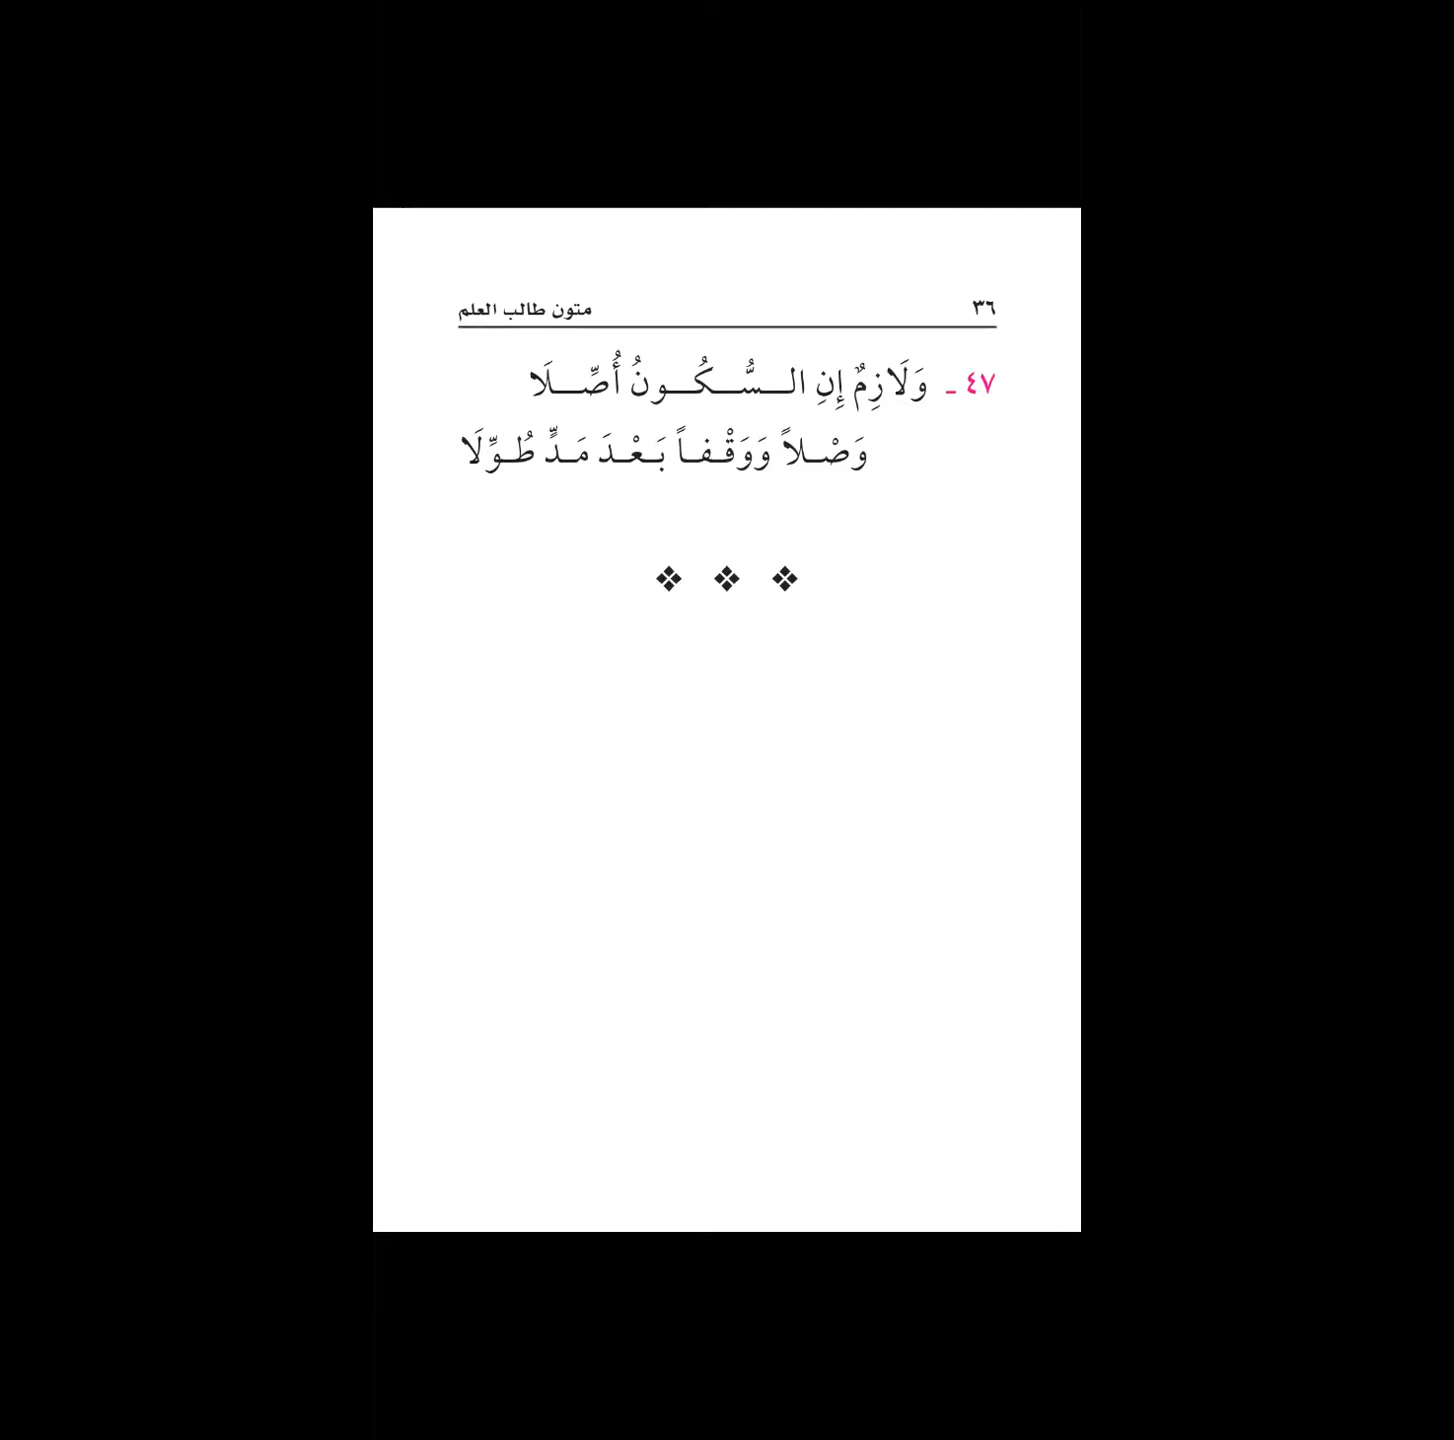 ٣٦ متون طالب العلم
٤٧ - وَلَازِمٌ إِنِ السُّكُونُ أُصِّلَا
وَصْلاً وَوَقْفاً بَعْدَ مَدٍّ طُوِّلَا